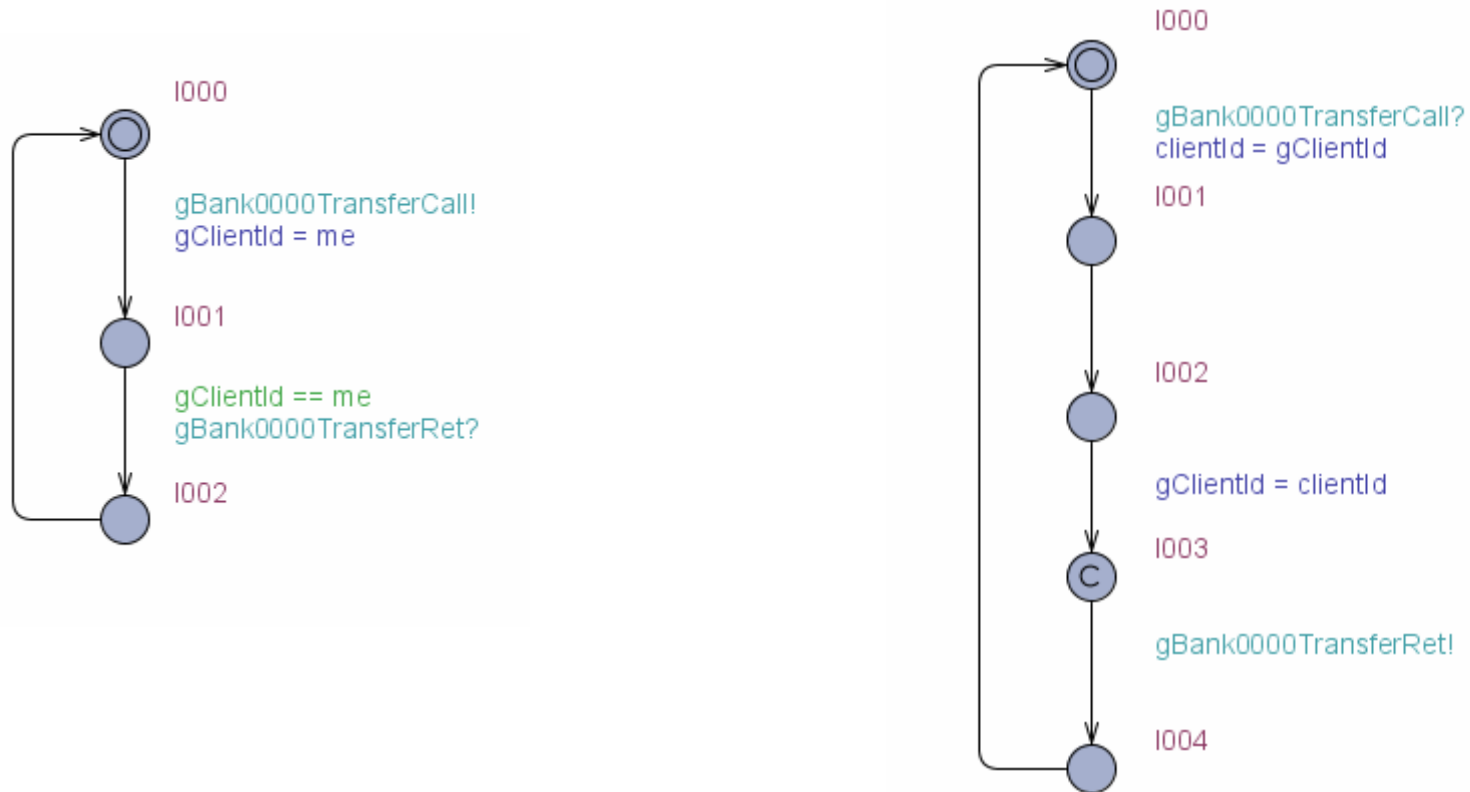 l000
gBank0000TransferCall!
gClientId = me
l001
gClientId == me
gBank0000TransferRet?
l002
l000
gBank0000TransferCall?
clientId = gClientId
l001
l002
gClientId = clientId
l003
C
gBank0000TransferRet!
l004